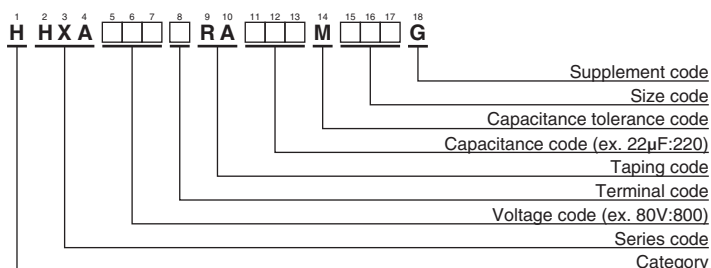 1 2 3 4 5 6 7 8 9 10 11 12 13 14 15 16 17 18
H HXA RA M G
Supplement code
Size code
Capacitance tolerance code
Capacitance code (ex. 22µF:220)
Taping code
Terminal code
Voltage code (ex. 80V:800)
Series code
Category